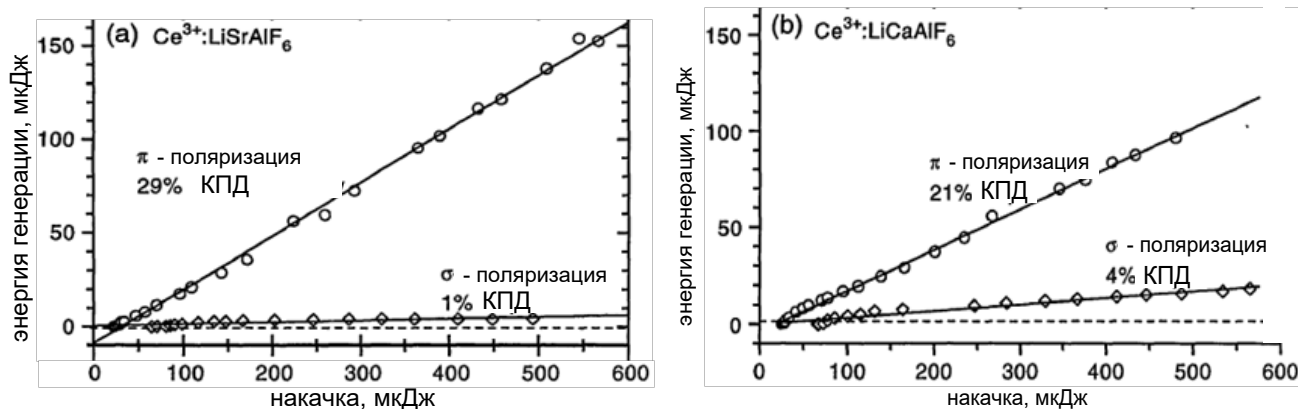 (a) Ce³⁺:LiSrAlF₆
энергия генерации, мкДж
150
100
50
0
π - поляризация
29% КПД
σ - поляризация
1% КПД
0 100 200 300 400 500 600
накачка, мкДж
(b) Ce³⁺:LiCaAlF₆
энергия генерации, мкДж
150
100
50
0
π - поляризация
21% КПД
σ - поляризация
4% КПД
0 100 200 300 400 500 600
накачка, мкДж